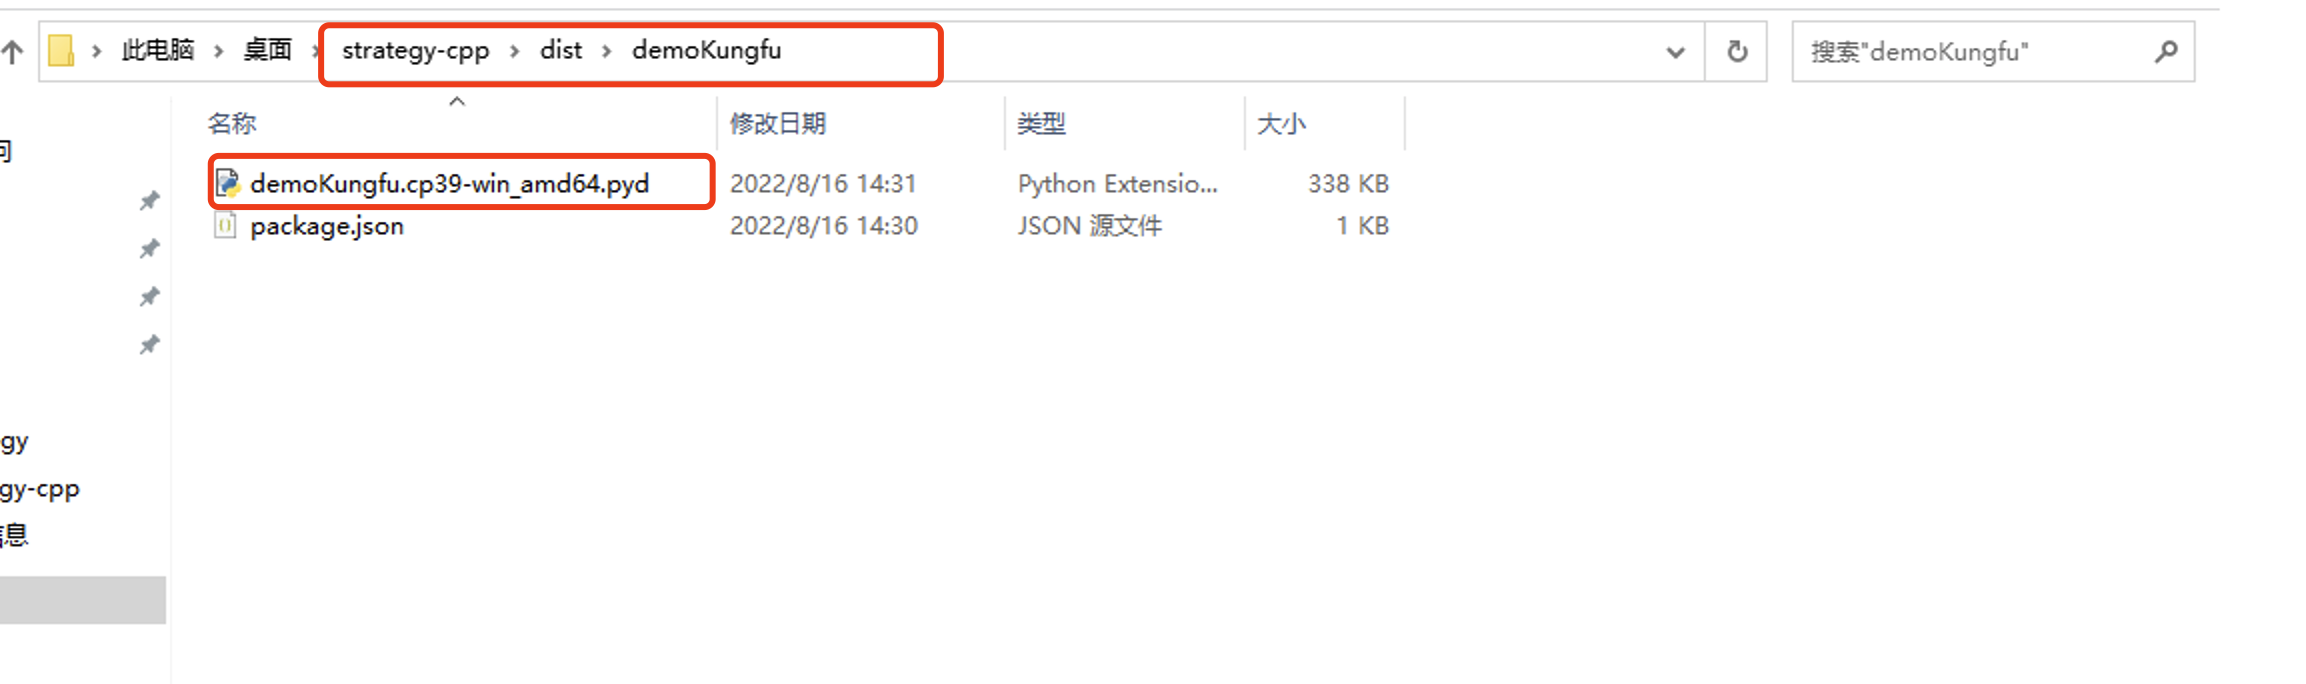 此电脑 › 桌面 › strategy-cpp › dist › demoKungfu
搜索"demoKungfu"
名称 修改日期 类型 大小
问
demoKungfu.cp39-win_amd64.pyd 2022/8/16 14:31 Python Extensio... 338 KB
package.json 2022/8/16 14:30 JSON 源文件 1 KB
gy
gy-cpp
信息